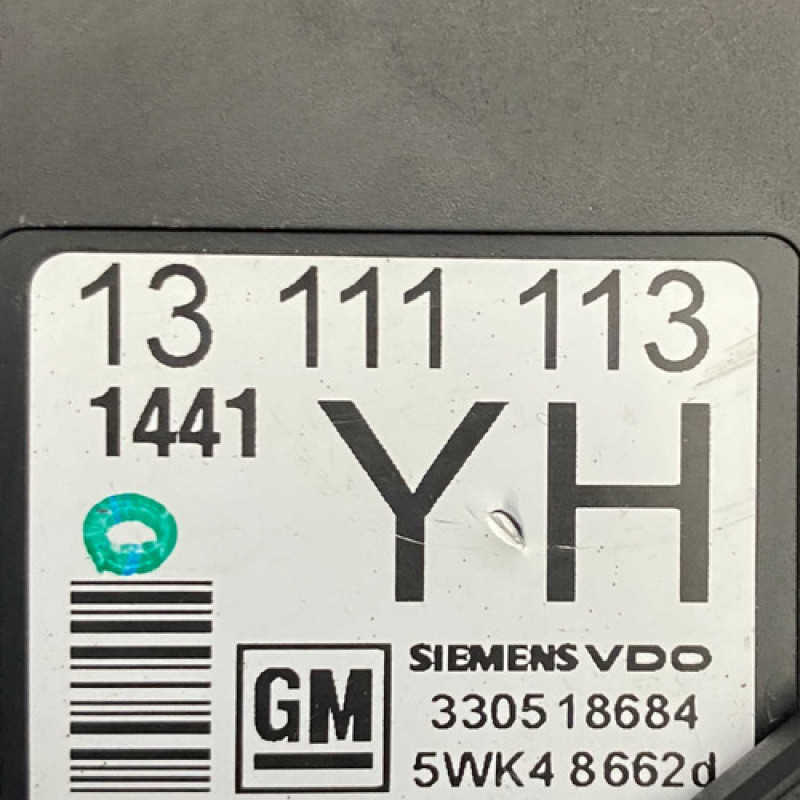 13 111 113
1441
YH
GM
SIEMENS VDO
330518684
5WK4 8662d